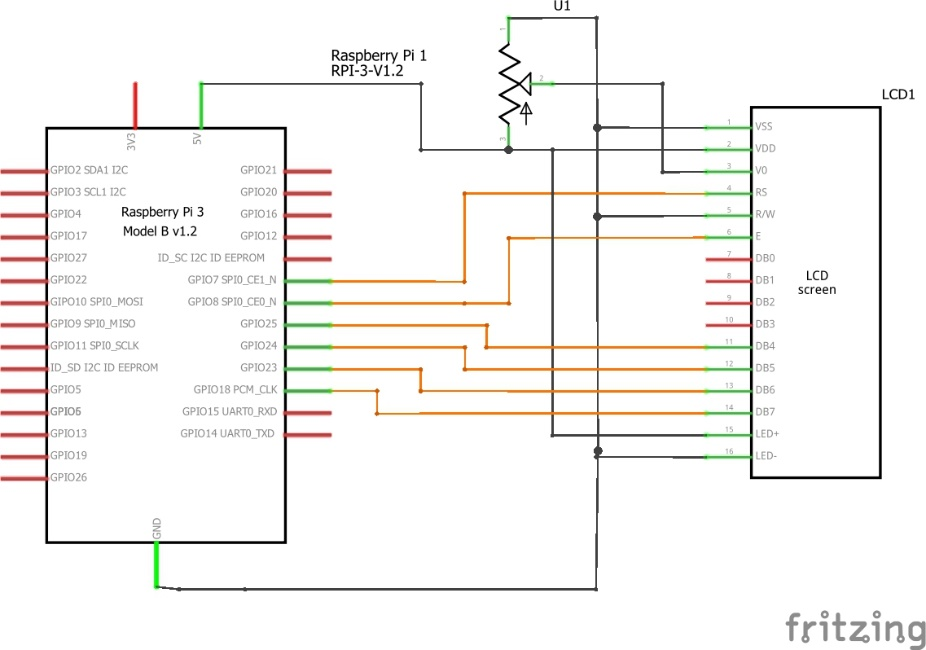 U1
Raspberry Pi 1
RPI-3-V1.2
1
2
3
LCD1
3V3
5V
Raspberry Pi 3
Model B v1.2
GPIO2 SDA1 I2C
GPIO3 SCL1 I2C
GPIO4
GPIO17
GPIO27
GPIO22
GIPO10 SPI0_MOSI
GPIO9 SPI0_MISO
GPIO11 SPI0_SCLK
ID_SD I2C ID EEPROM
GPIO5
GPIO6
GPIO13
GPIO19
GPIO26
GPIO21
GPIO20
GPIO16
GPIO12
ID_SC I2C ID EEPROM
GPIO7 SPI0_CE1_N
GPIO8 SPI0_CE0_N
GPIO25
GPIO24
GPIO23
GPIO18 PCM_CLK
GPIO15 UART0_RXD
GPIO14 UART0_TXD
GND
1 VSS
2 VDD
3 V0
4 RS
5 R/W
6 E
7 DB0
8 DB1
9 DB2
10 DB3
11 DB4
12 DB5
13 DB6
14 DB7
15 LED+
16 LED-
LCD
screen
fritzing